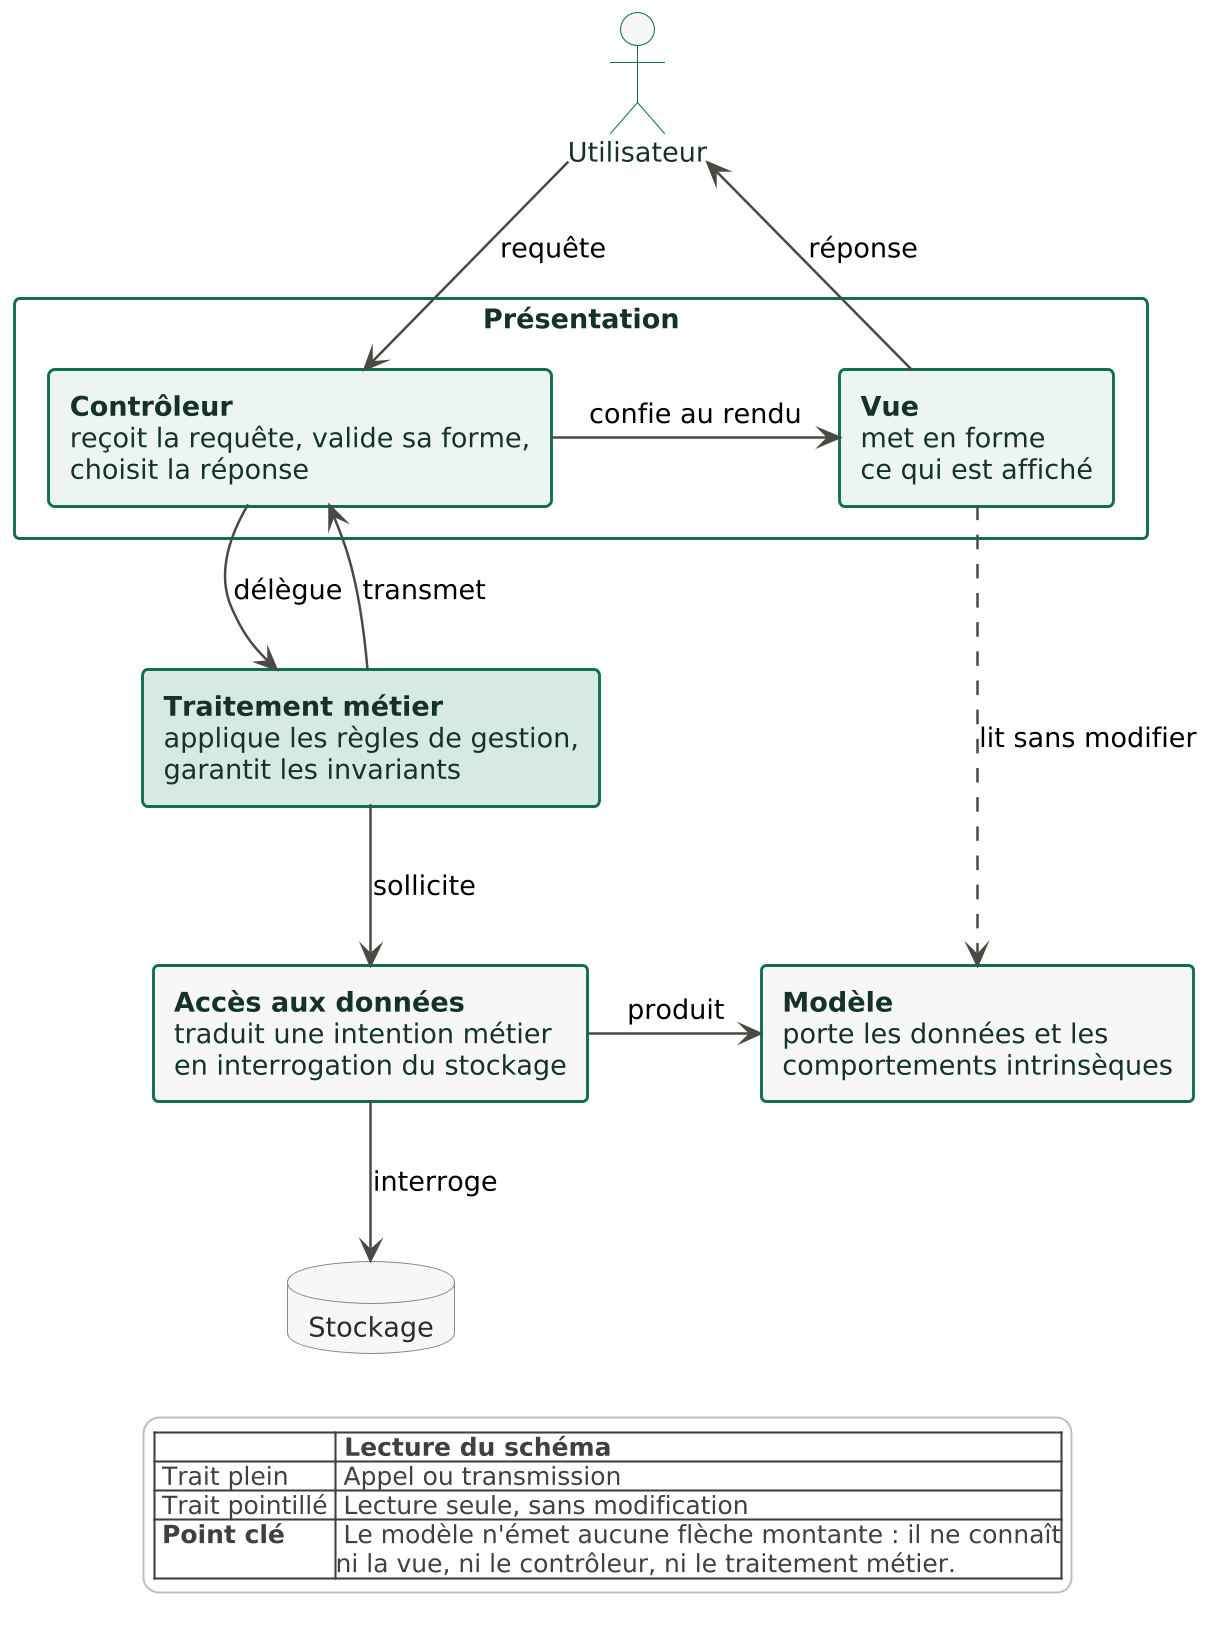 Utilisateur
requête
réponse
Présentation
Contrôleur
reçoit la requête, valide sa forme,
choisit la réponse
confie au rendu
Vue
met en forme
ce qui est affiché
délègue
transmet
Traitement métier
applique les règles de gestion,
garantit les invariants
lit sans modifier
sollicite
Accès aux données
traduit une intention métier
en interrogation du stockage
produit
Modèle
porte les données et les
comportements intrinsèques
interroge
Stockage
Lecture du schéma
Trait plein Appel ou transmission
Trait pointillé Lecture seule, sans modification
Point clé Le modèle n'émet aucune flèche montante : il ne connaît
ni la vue, ni le contrôleur, ni le traitement métier.